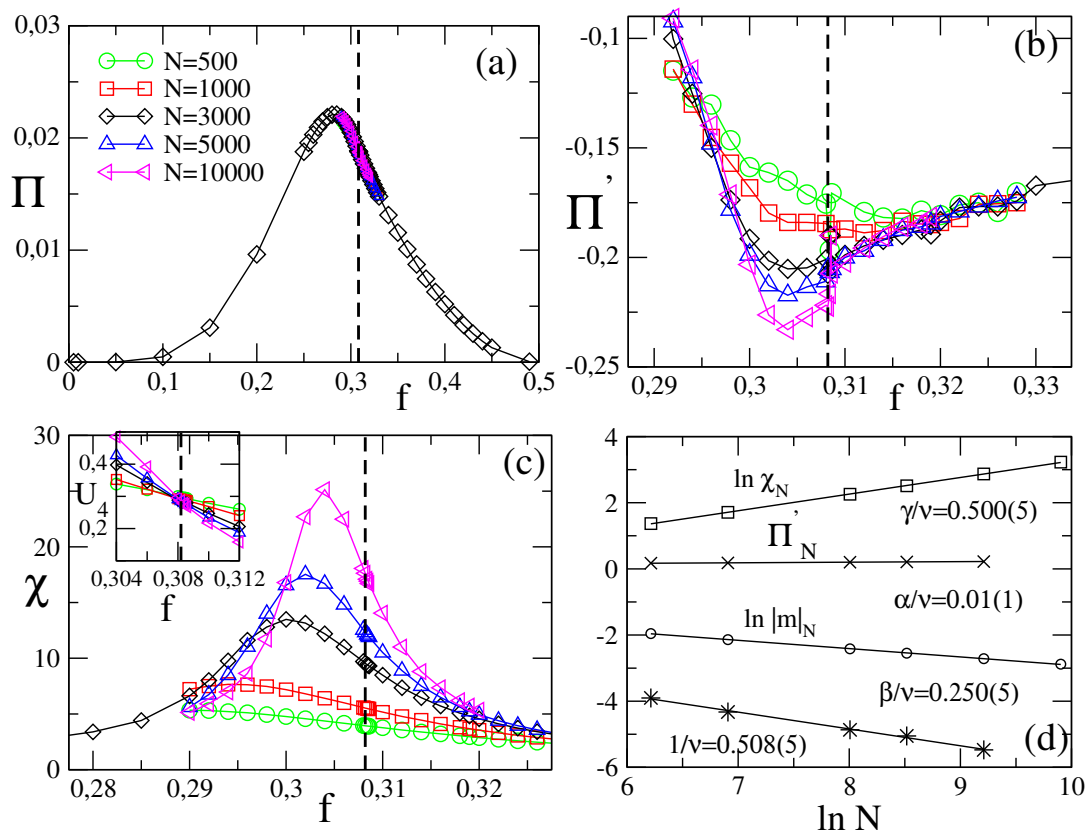 0,03
0,02
0,01
0
Π
(a)
N=500
N=1000
N=3000
N=5000
N=10000
0 0,1 0,2 0,3 0,4 0,5
f
-0,1
-0,15
-0,2
-0,25
Π'
(b)
0,29 0,3 0,31 0,32 0,33
f
30
25
20
15
10
5
0
χ
(c)
0,4
U
0,2
0,304 0,308 0,312
f
0,28 0,29 0,3 0,31 0,32
f
4
2
0
-2
-4
-6
ln χN
γ/ν=0.500(5)
Π'N
α/ν=0.01(1)
ln |m|N
β/ν=0.250(5)
1/ν=0.508(5)
(d)
6 7 8 9 10
ln N